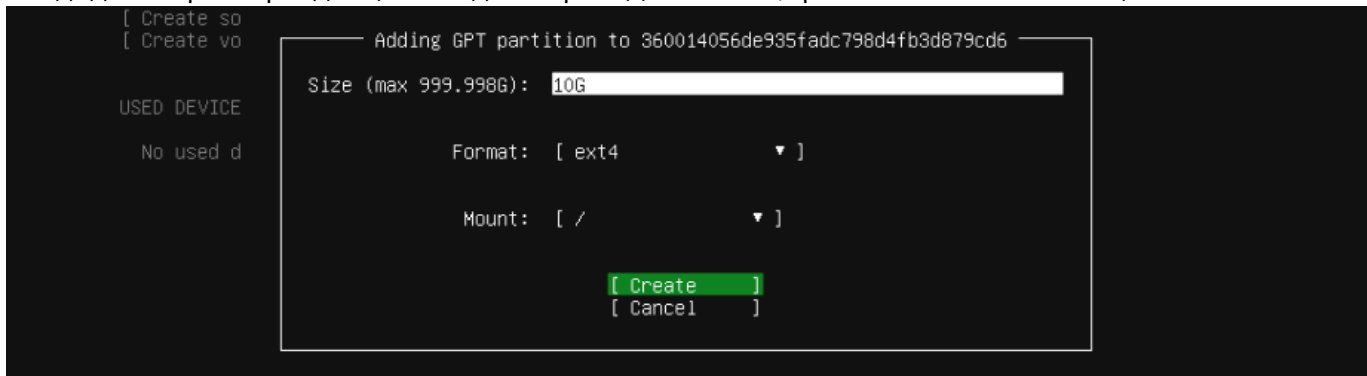 [ Create so
[ Create vo
Adding GPT partition to 360014056de935fadc798d4fb3d879cd6
Size (max 999.998G): 10G
USED DEVICE
No used d
Format: [ ext4 ▾ ]
Mount: [ / ▾ ]
[ Create ]
[ Cancel ]